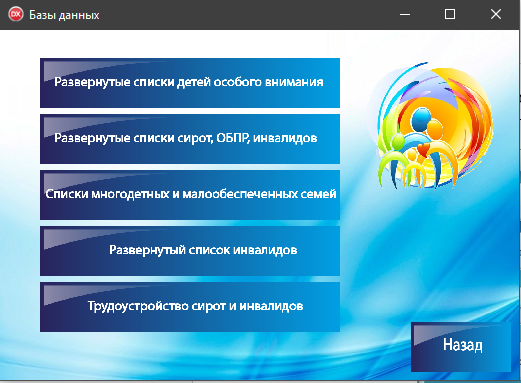 DX Базы данных
Развернутые списки детей особого внимания
Развернутые списки сирот, ОБПР, инвалидов
Списки многодетных и малообеспеченных семей
Развернутый список инвалидов
Трудоустройство сирот и инвалидов
Назад